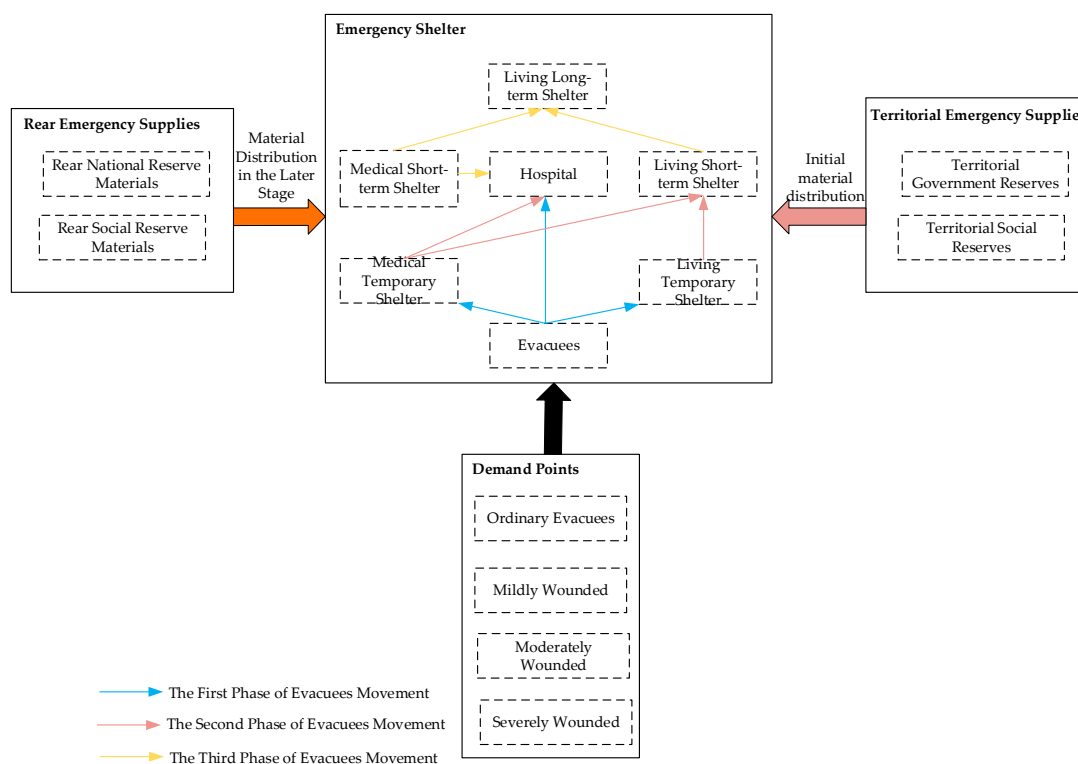 Emergency Shelter
Living Long-
term Shelter
Rear Emergency Supplies
Rear National Reserve
Materials
Rear Social Reserve
Materials
Material
Distribution
in the Later
Stage
Medical Short-
term Shelter
Hospital
Living Short-
term Shelter
Medical
Temporary
Shelter
Living
Temporary
Shelter
Evacuees
Initial
material
distribution
Territorial Emergency Supplie
Territorial
Government Reserves
Territorial Social
Reserves
Demand Points
Ordinary Evacuees
Mildly Wounded
Moderately
Wounded
Severely Wounded
The First Phase of Evacuees Movement
The Second Phase of Evacuees Movement
The Third Phase of Evacuees Movement